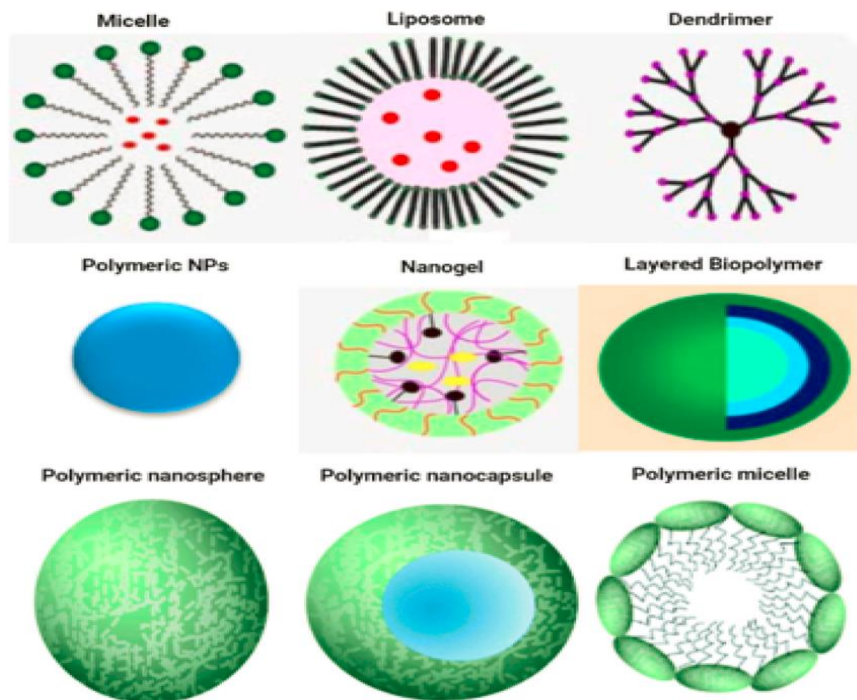 Micelle
Liposome
Dendrimer
Polymeric NPs
Nanogel
Layered Biopolymer
Polymeric nanosphere
Polymeric nanocapsule
Polymeric micelle